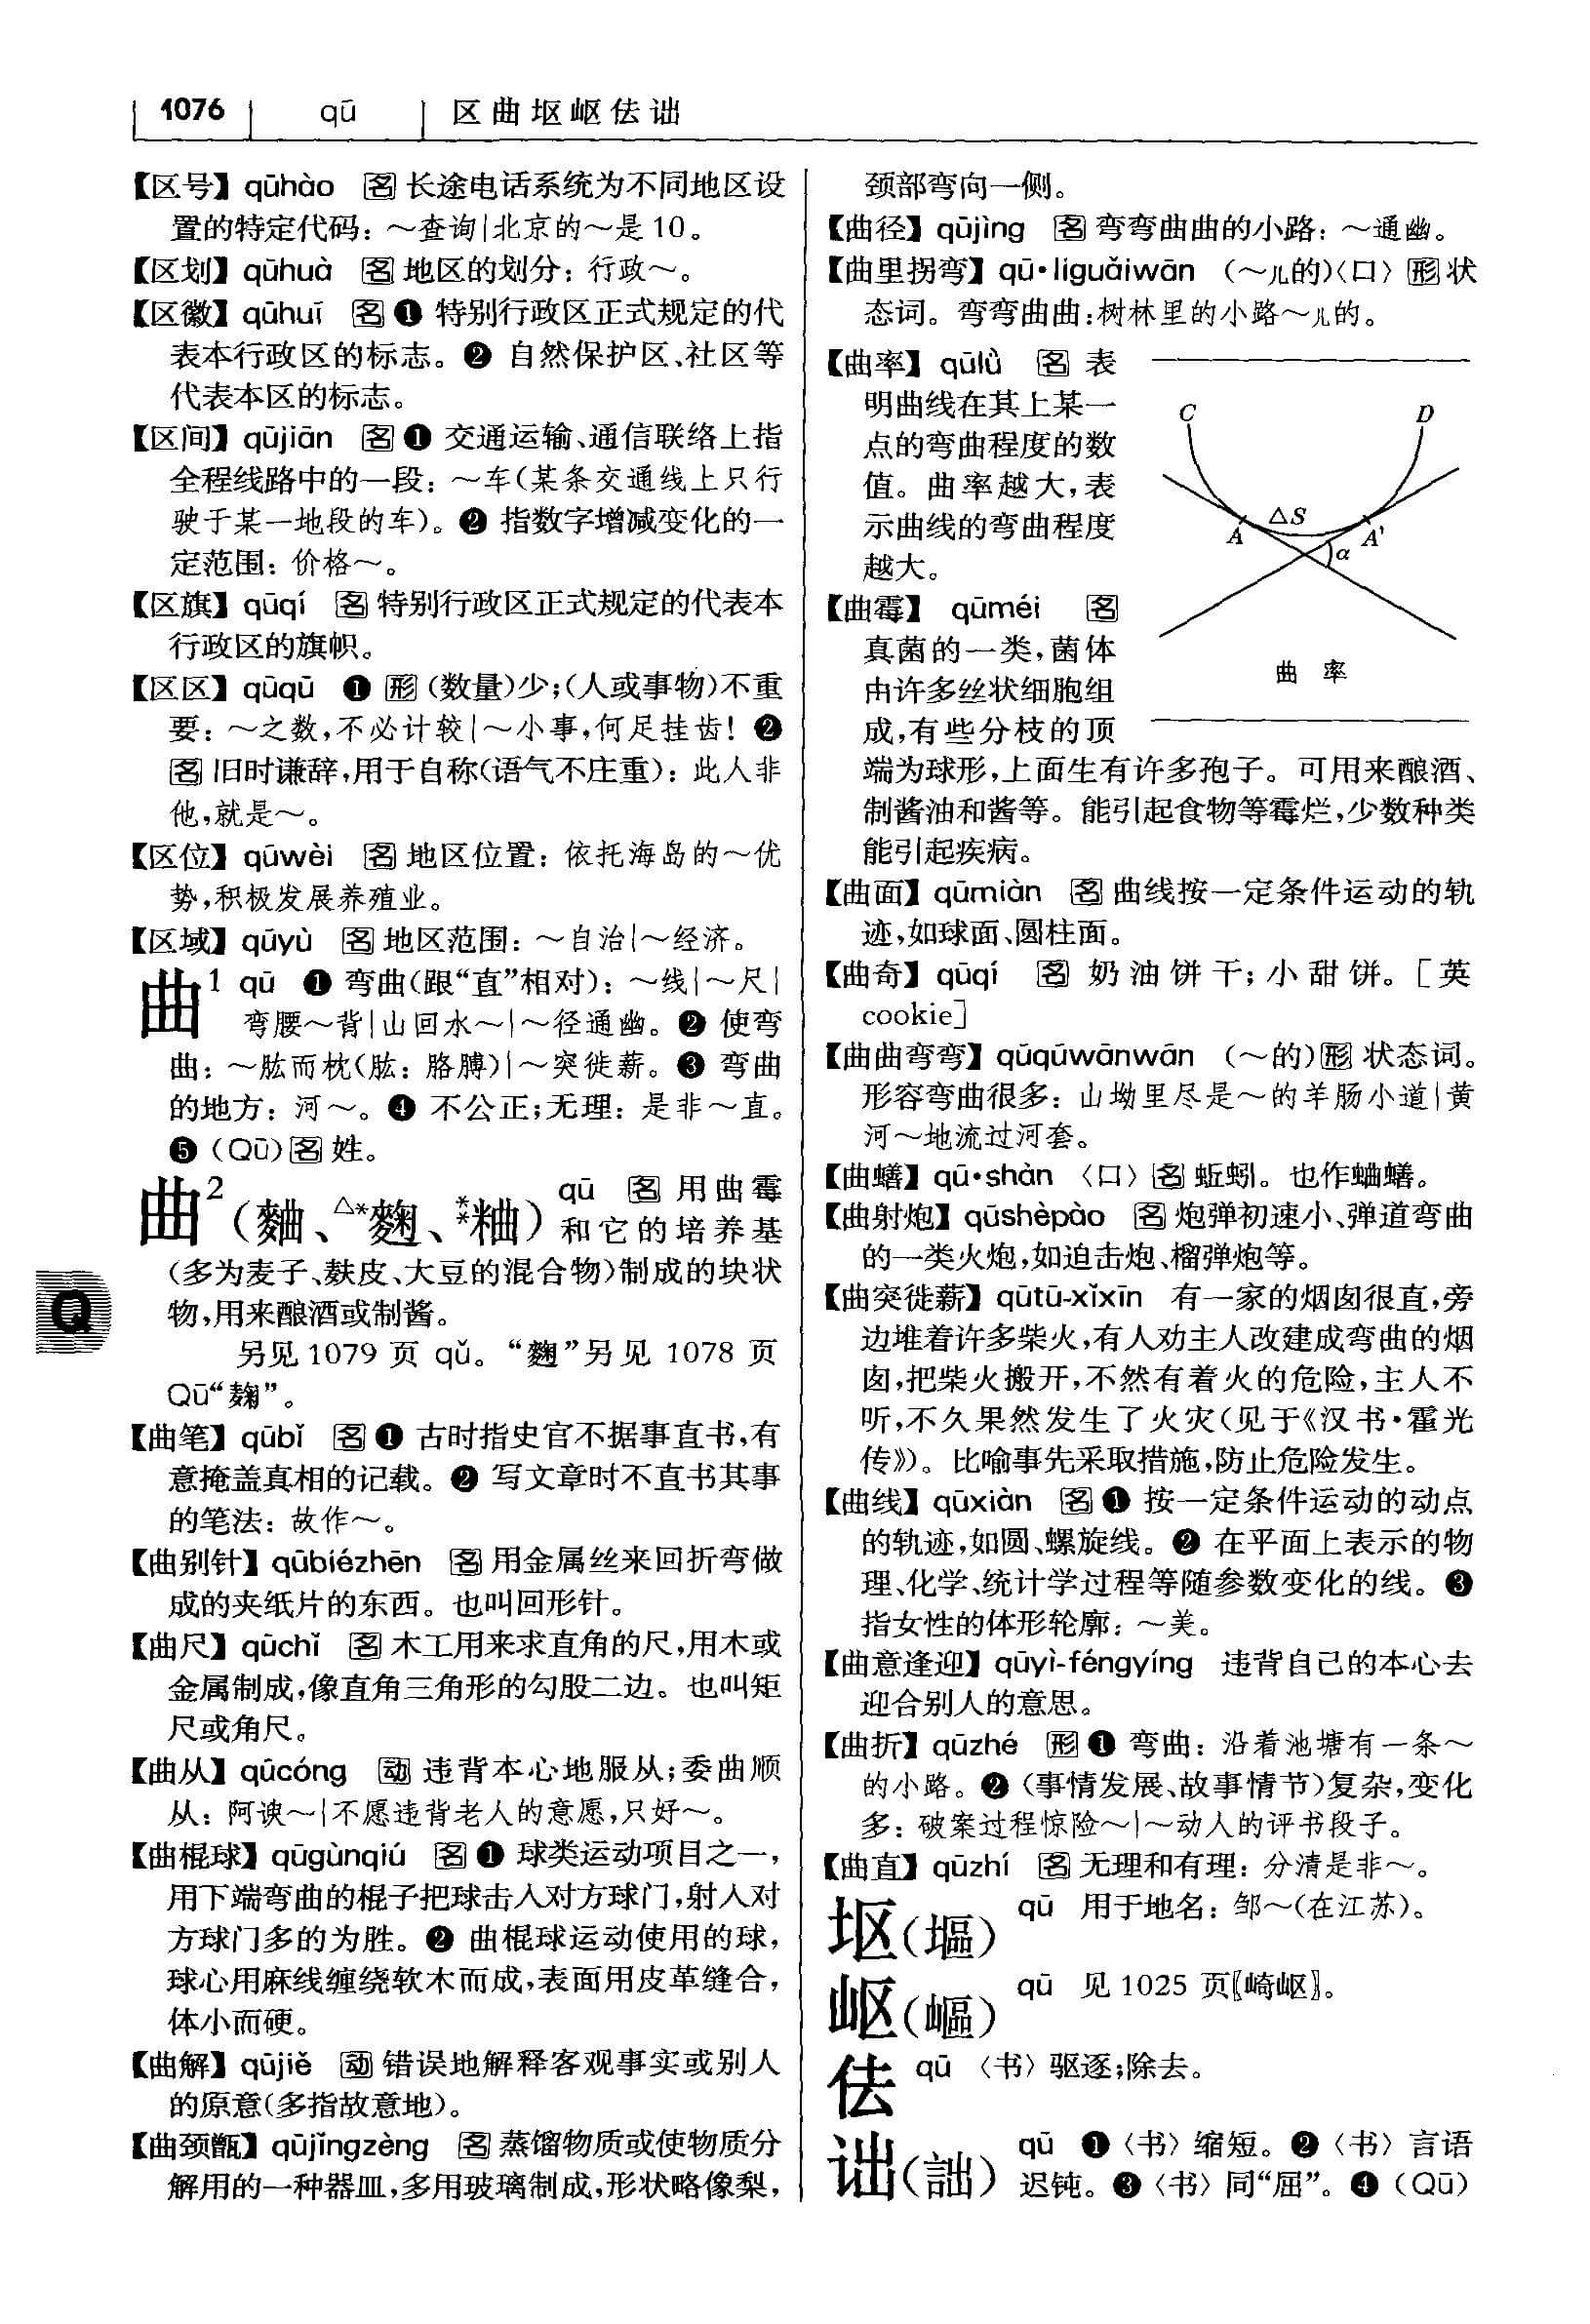 1076 qū 区曲坥岖佉诎
【区号】 qūhào 名 长途电话系统为不同地区设
置的特定代码：～查询|北京的～是10。
【区划】 qūhuà 名 地区的划分：行政～。
【区徽】 qūhuī 名 ❶ 特别行政区正式规定的代
表本行政区的标志。❷ 自然保护区、社区等
代表本区的标志。
【区间】 qūjiān 名 ❶ 交通运输、通信联络上指
全程线路中的一段：～车(某条交通线上只行
驶于某一地段的车)。❷ 指数字增减变化的一
定范围：价格～。
【区旗】 qūqí 名 特别行政区正式规定的代表本
行政区的旗帜。
【区区】 qūqū ❶ 形 (数量)少;(人或事物)不重
要：～之数,不必计较|～小事,何足挂齿! ❷
名 旧时谦辞,用于自称(语气不庄重)：此人非
他,就是～。
【区位】 qūwèi 名 地区位置：依托海岛的～优
势,积极发展养殖业。
【区域】 qūyù 名 地区范围：～自治|～经济。
曲1 qū ❶ 弯曲(跟“直”相对)：～线|～尺|
弯腰～背|山回水～|～径通幽。❷ 使弯
曲：～肱而枕(肱：胳膊)|～突徙薪。❸ 弯曲
的地方：河～。❹ 不公正;无理：是非～直。
❺ (Qū) 名 姓。
曲2(麯、△*麴、**粬) qū 名 用曲霉
和它的培养基
(多为麦子、麸皮、大豆的混合物)制成的块状
物,用来酿酒或制酱。
另见1079页 qǔ。“麴”另见 1078 页
Qū“麹”。
【曲笔】 qūbǐ 名 ❶ 古时指史官不据事直书,有
意掩盖真相的记载。❷ 写文章时不直书其事
的笔法：故作～。
【曲别针】 qūbiézhēn 名 用金属丝来回折弯做
成的夹纸片的东西。也叫回形针。
【曲尺】 qūchǐ 名 木工用来求直角的尺,用木或
金属制成,像直角三角形的勾股二边。也叫矩
尺或角尺。
【曲从】 qūcóng 动 违背本心地服从;委曲顺
从：阿谀～|不愿违背老人的意愿,只好～。
【曲棍球】 qūgùnqiú 名 ❶ 球类运动项目之一,
用下端弯曲的棍子把球击入对方球门,射入对
方球门多的为胜。❷ 曲棍球运动使用的球,
球心用麻线缠绕软木而成,表面用皮革缝合,
体小而硬。
【曲解】 qūjiě 动 错误地解释客观事实或别人
的原意(多指故意地)。
【曲颈甑】 qūjǐngzèng 名 蒸馏物质或使物质分
解用的一种器皿,多用玻璃制成,形状略像梨,
颈部弯向一侧。
【曲径】 qūjìng 名 弯弯曲曲的小路：～通幽。
【曲里拐弯】 qū•lǐguǎiwān (～儿的)〈口〉 形 状
态词。弯弯曲曲:树林里的小路～儿的。
【曲率】 qūlǜ 名 表
明曲线在其上某一
点的弯曲程度的数
值。曲率越大,表
示曲线的弯曲程度
越大。
C D
△S
A A'
α
曲 率
【曲霉】 qūméi 名
真菌的一类,菌体
由许多丝状细胞组
成,有些分枝的顶
端为球形,上面生有许多孢子。可用来酿酒、
制酱油和酱等。能引起食物等霉烂,少数种类
能引起疾病。
【曲面】 qūmiàn 名 曲线按一定条件运动的轨
迹,如球面、圆柱面。
【曲奇】 qūqí 名 奶油饼干;小甜饼。[英
cookie]
【曲曲弯弯】 qūqūwānwān (～的) 形 状态词。
形容弯曲很多：山坳里尽是～的羊肠小道|黄
河～地流过河套。
【曲蟮】 qū•shàn 〈口〉 名 蚯蚓。也作蛐蟮。
【曲射炮】 qūshèpào 名 炮弹初速小、弹道弯曲
的一类火炮,如迫击炮、榴弹炮等。
【曲突徙薪】 qūtū-xǐxīn 有一家的烟囱很直,旁
边堆着许多柴火,有人劝主人改建成弯曲的烟
囱,把柴火搬开,不然有着火的危险,主人不
听,不久果然发生了火灾(见于《汉书•霍光
传》)。比喻事先采取措施,防止危险发生。
【曲线】 qūxiàn 名 ❶ 按一定条件运动的动点
的轨迹,如圆、螺旋线。❷ 在平面上表示的物
理、化学、统计学过程等随参数变化的线。❸
指女性的体形轮廓：～美。
【曲意逢迎】 qūyì-féngyíng 违背自己的本心去
迎合别人的意思。
【曲折】 qūzhé 形 ❶ 弯曲：沿着池塘有一条～
的小路。❷ (事情发展、故事情节)复杂,变化
多：破案过程惊险～|～动人的评书段子。
【曲直】 qūzhí 名 无理和有理：分清是非～。
坥(塸) qū 用于地名：邹～(在江苏)。
岖(嶇) qū 见1025页〖崎岖〗。
佉 qū 〈书〉驱逐;除去。
诎(詘) qū ❶〈书〉缩短。❷〈书〉言语
迟钝。❸〈书〉同“屈”。❹ (Qū)
Q